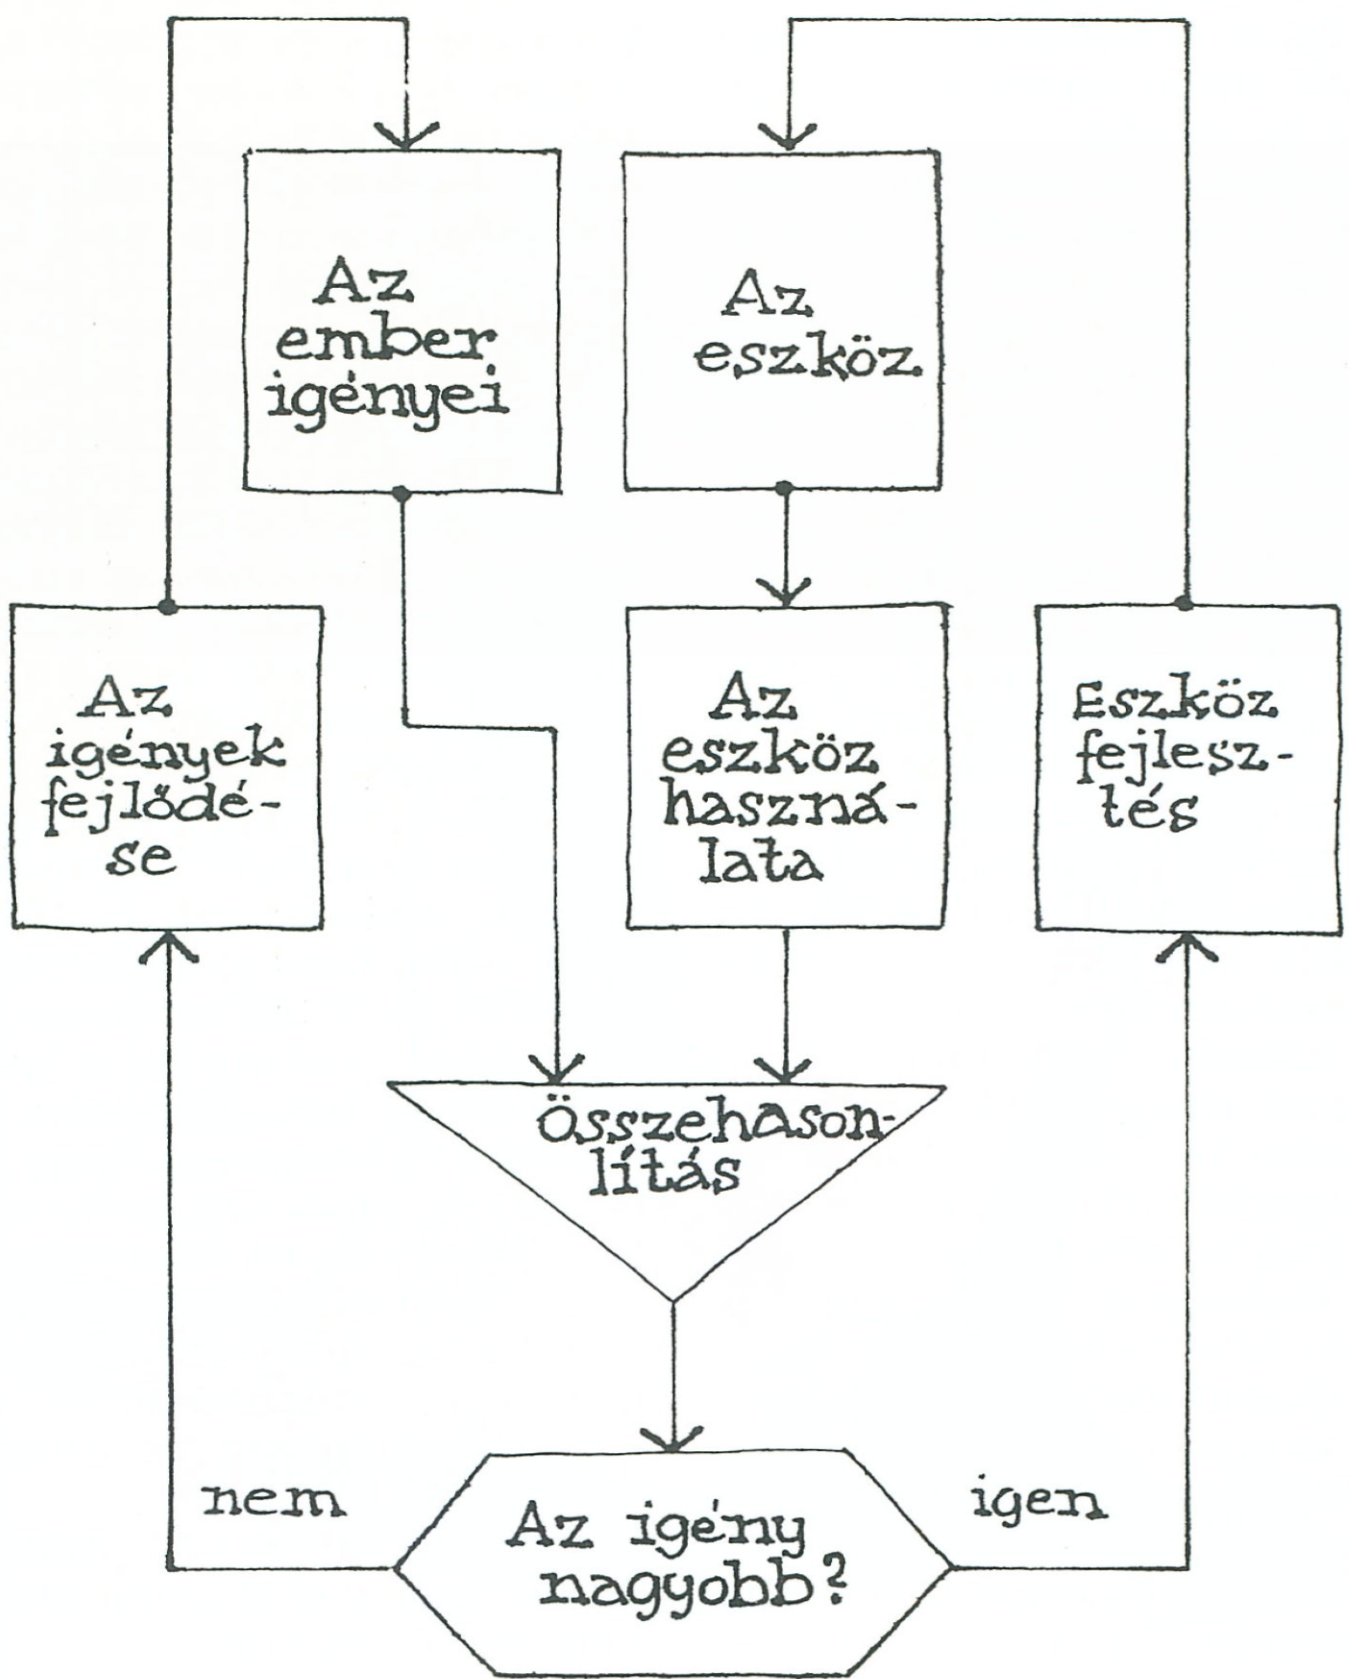 Az
ember
igényei
Az
eszköz
Az
igények
fejlődé-
se
Az
eszköz
haszná-
lata
Eszköz
fejlesz-
tés
Összehason-
lítás
nem
Az igény
nagyobb?
igen